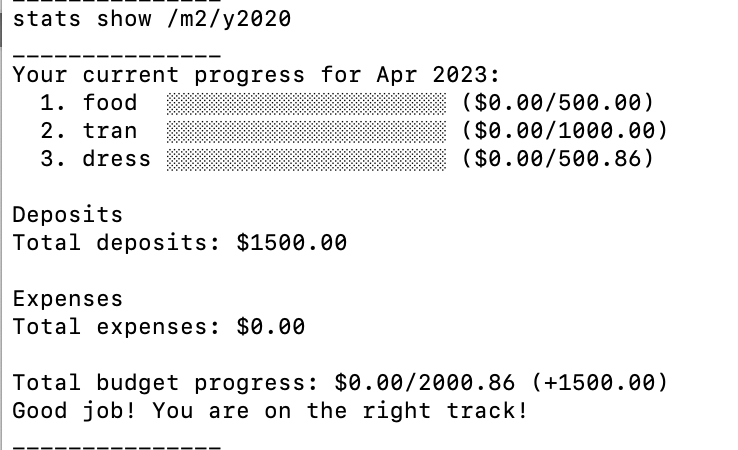 stats show /m2/y2020
_______________
Your current progress for Apr 2023:
  1. food  ░░░░░░░░░░░░░░░░░░░░ ($0.00/500.00)
  2. tran  ░░░░░░░░░░░░░░░░░░░░ ($0.00/1000.00)
  3. dress ░░░░░░░░░░░░░░░░░░░░ ($0.00/500.86)

Deposits
Total deposits: $1500.00

Expenses
Total expenses: $0.00

Total budget progress: $0.00/2000.86 (+1500.00)
Good job! You are on the right track!
_______________